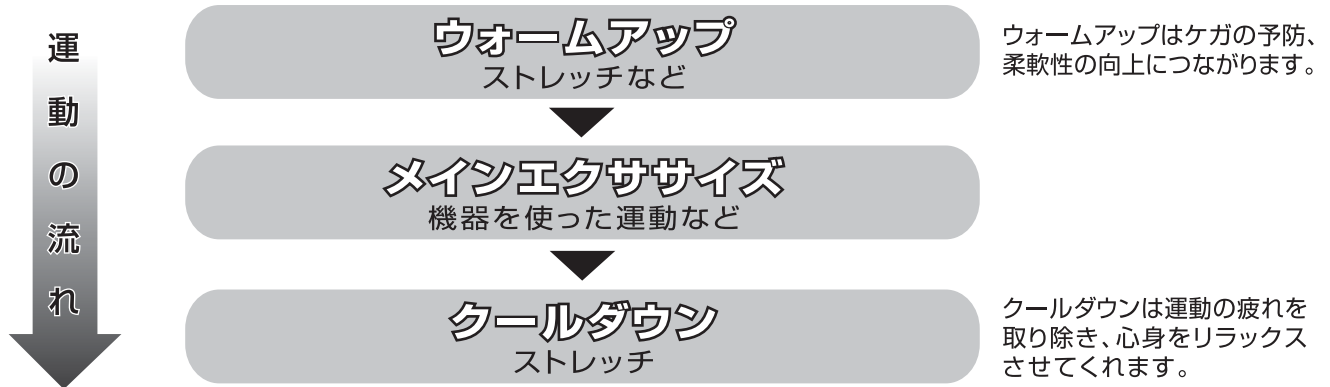 運動の流れ
ウォームアップ
ストレッチなど
ウォームアップはケガの予防、
柔軟性の向上につながります。
メインエクササイズ
機器を使った運動など
クールダウン
ストレッチ
クールダウンは運動の疲れを
取り除き、心身をリラックス
させてくれます。